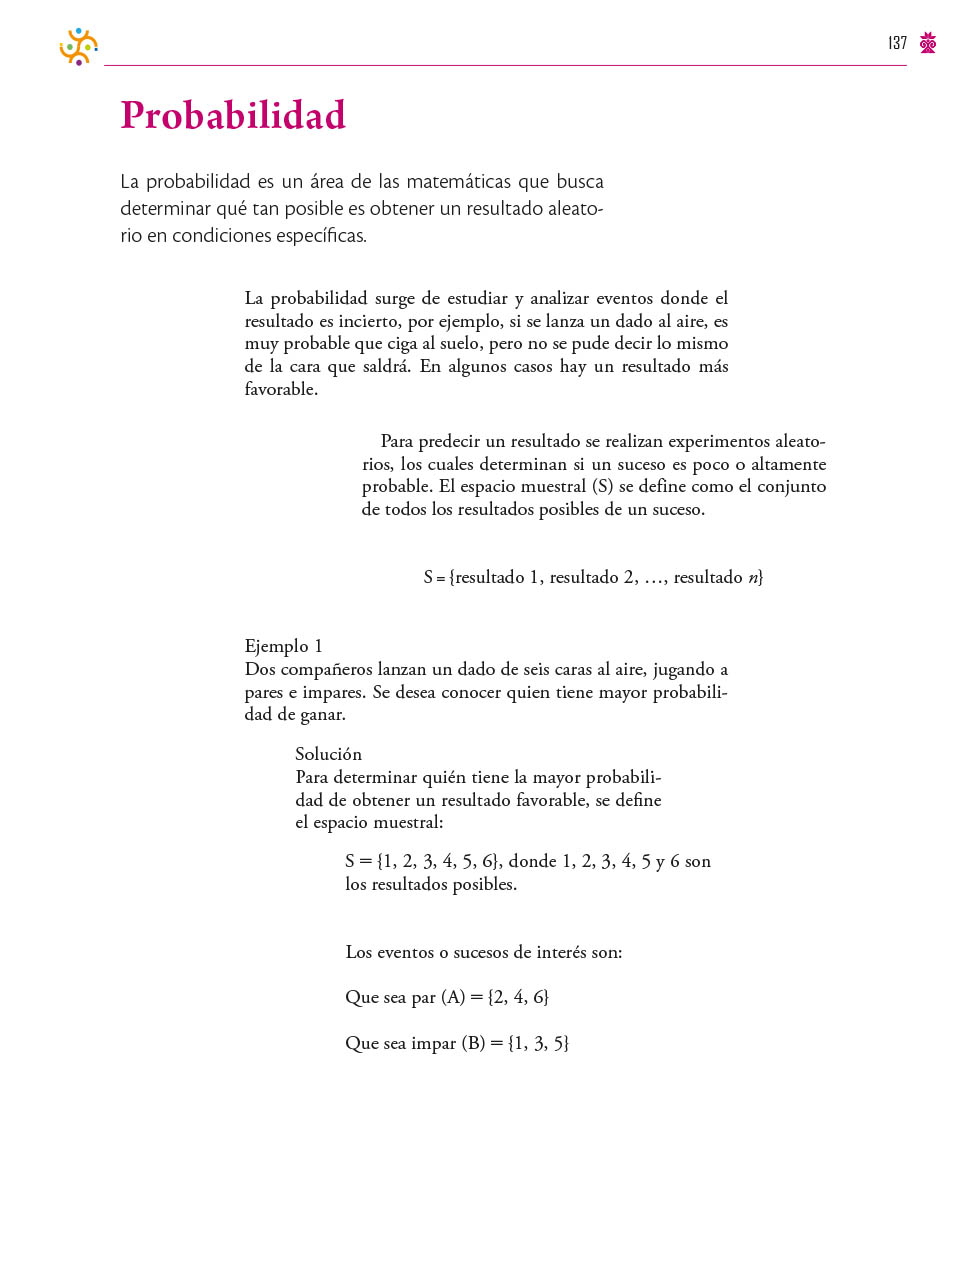 137
Probabilidad
La probabilidad es un área de las matemáticas que busca
determinar qué tan posible es obtener un resultado aleato-
rio en condiciones específicas.
La probabilidad surge de estudiar y analizar eventos donde el
resultado es incierto, por ejemplo, si se lanza un dado al aire, es
muy probable que ciga al suelo, pero no se pude decir lo mismo
de la cara que saldrá. En algunos casos hay un resultado más
favorable.
Para predecir un resultado se realizan experimentos aleato-
rios, los cuales determinan si un suceso es poco o altamente
probable. El espacio muestral (S) se define como el conjunto
de todos los resultados posibles de un suceso.
S = {resultado 1, resultado 2, …, resultado n}
Ejemplo 1
Dos compañeros lanzan un dado de seis caras al aire, jugando a
pares e impares. Se desea conocer quien tiene mayor probabili-
dad de ganar.
Solución
Para determinar quién tiene la mayor probabili-
dad de obtener un resultado favorable, se define
el espacio muestral:
S = {1, 2, 3, 4, 5, 6}, donde 1, 2, 3, 4, 5 y 6 son
los resultados posibles.
Los eventos o sucesos de interés son:
Que sea par (A) = {2, 4, 6}
Que sea impar (B) = {1, 3, 5}